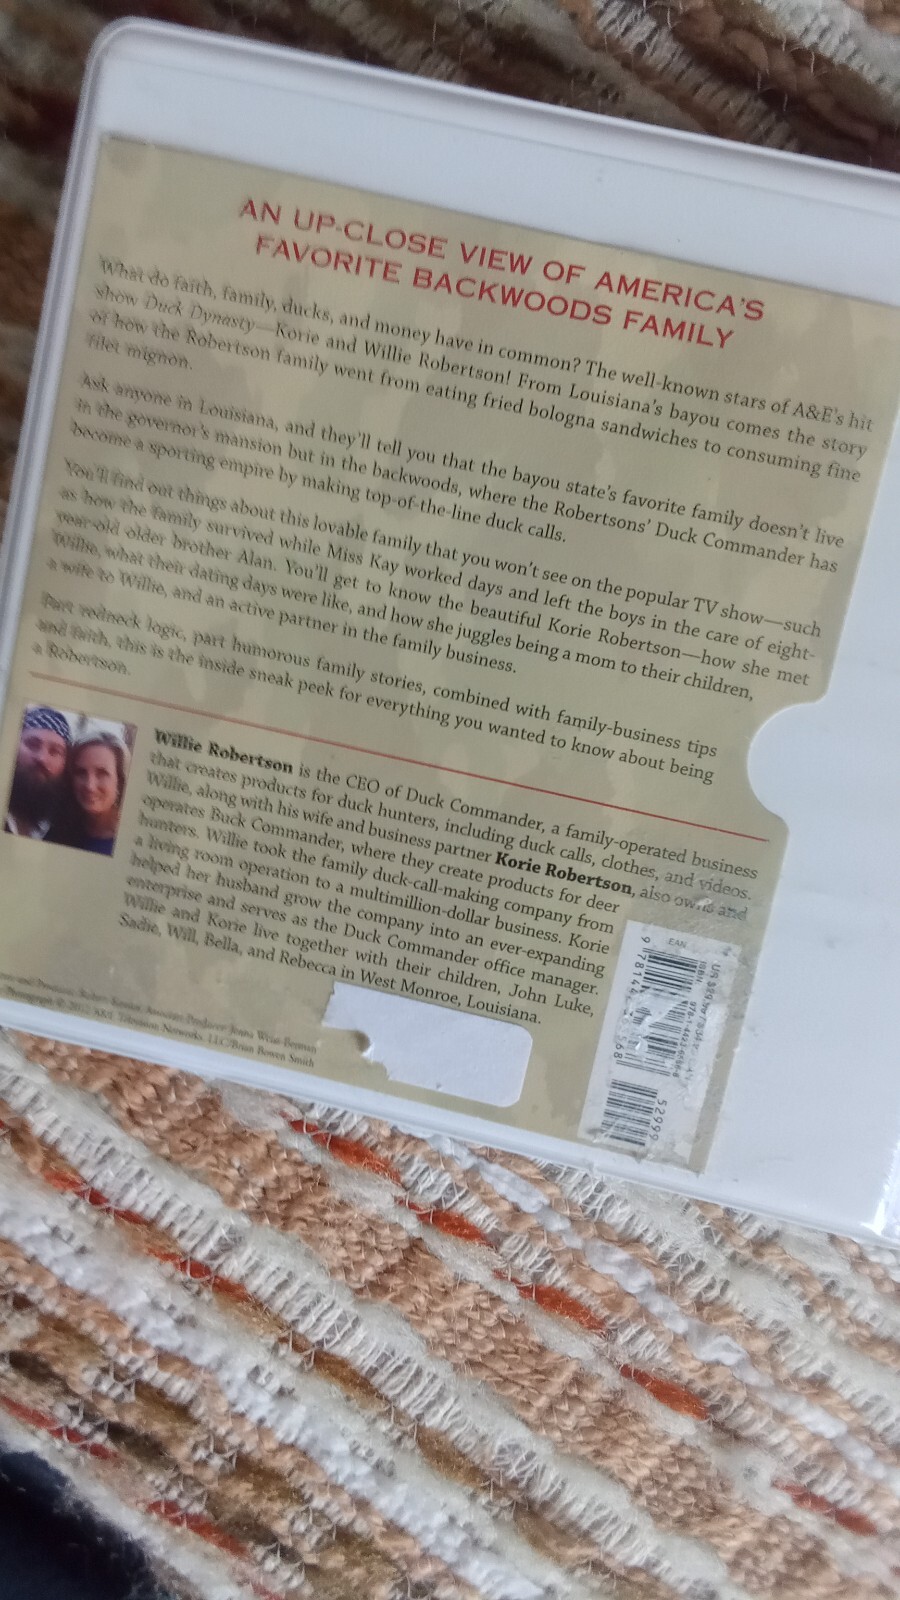 AN UP-CLOSE VIEW OF AMERICA'S
FAVORITE BACKWOODS FAMILY
What do faith, family, ducks, and money have in common? The well-known stars of A&E's hit
show Duck Dynasty—Korie and Willie Robertson! From Louisiana's bayou comes the story
of how the Robertson family went from eating fried bologna sandwiches to consuming fine
filet mignon.
Ask anyone in Louisiana, and they'll tell you that the bayou state's favorite family doesn't live
in the governor's mansion but in the backwoods, where the Robertsons' Duck Commander has
become a sporting empire by making top-of-the-line duck calls.
You'll find out things about this lovable family that you won't see on the popular TV show—such
as how the family survived while Miss Kay worked days and left the boys in the care of eight-
year-old older brother Alan. You'll get to know the beautiful Korie Robertson—how she met
Willie, what their dating days were like, and how she juggles being a mom to their children,
a wife to Willie, and an active partner in the family business.
Part redneck logic, part humorous family stories, combined with family-business tips
and faith, this is the inside sneak peek for everything you wanted to know about being
a Robertson.
Willie Robertson is the CEO of Duck Commander, a family-operated business
that creates products for duck hunters, including duck calls, clothes, and videos.
Willie, along with his wife and business partner Korie Robertson, also owns and
operates Buck Commander, where they create products for deer
hunters. Willie took the family duck-call-making company from
a living room operation to a multimillion-dollar business. Korie
helped her husband grow the company into an ever-expanding
enterprise and serves as the Duck Commander office manager.
Willie and Korie live together with their children, John Luke,
Sadie, Will, Bella, and Rebecca in West Monroe, Louisiana.
Associate Producer
Photograph © 2012 A&E Television Networks, LLC/Brian Bowen Smith
EAN
52999